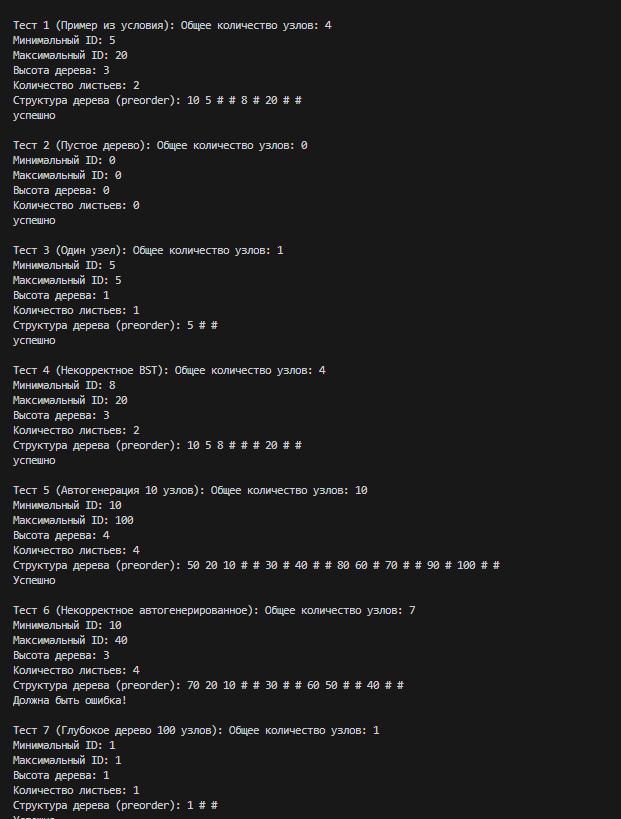 Тест 1 (Пример из условия): Общее количество узлов: 4
Минимальный ID: 5
Максимальный ID: 20
Высота дерева: 3
Количество листьев: 2
Структура дерева (preorder): 10 5 # # 8 # 20 # #
успешно
Тест 2 (Пустое дерево): Общее количество узлов: 0
Минимальный ID: 0
Максимальный ID: 0
Высота дерева: 0
Количество листьев: 0
успешно
Тест 3 (Один узел): Общее количество узлов: 1
Минимальный ID: 5
Максимальный ID: 5
Высота дерева: 1
Количество листьев: 1
Структура дерева (preorder): 5 # #
успешно
Тест 4 (Некорректное BST): Общее количество узлов: 4
Минимальный ID: 8
Максимальный ID: 20
Высота дерева: 3
Количество листьев: 2
Структура дерева (preorder): 10 5 8 # # # 20 # #
успешно
Тест 5 (Автогенерация 10 узлов): Общее количество узлов: 10
Минимальный ID: 10
Максимальный ID: 100
Высота дерева: 4
Количество листьев: 4
Структура дерева (preorder): 50 20 10 # # 30 # 40 # # 80 60 # 70 # # 90 # 100 # #
Успешно
Тест 6 (Некорректное автогенерированное): Общее количество узлов: 7
Минимальный ID: 10
Максимальный ID: 40
Высота дерева: 3
Количество листьев: 4
Структура дерева (preorder): 70 20 10 # # 30 # # 60 50 # # 40 # #
Должна быть ошибка!
Тест 7 (Глубокое дерево 100 узлов): Общее количество узлов: 1
Минимальный ID: 1
Максимальный ID: 1
Высота дерева: 1
Количество листьев: 1
Структура дерева (preorder): 1 # #